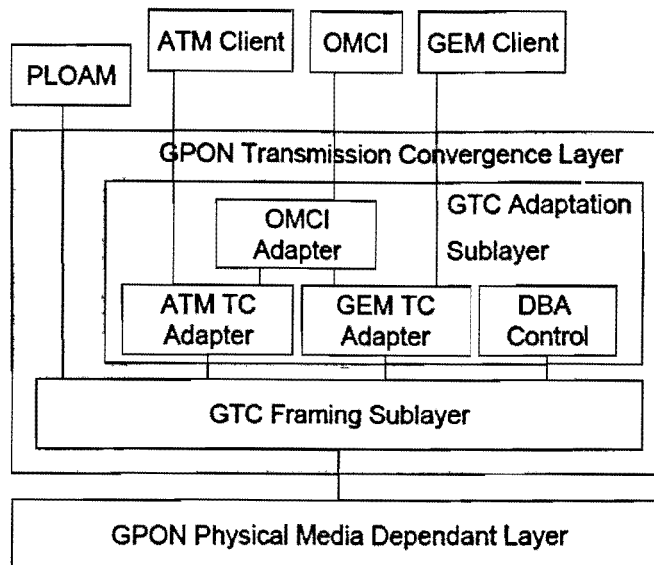 ATM Client
OMCI
GEM Client
PLOAM
GPON Transmission Convergence Layer
GTC Adaptation
Sublayer
OMCI
Adapter
ATM TC
Adapter
GEM TC
Adapter
DBA
Control
GTC Framing Sublayer
GPON Physical Media Dependant Layer